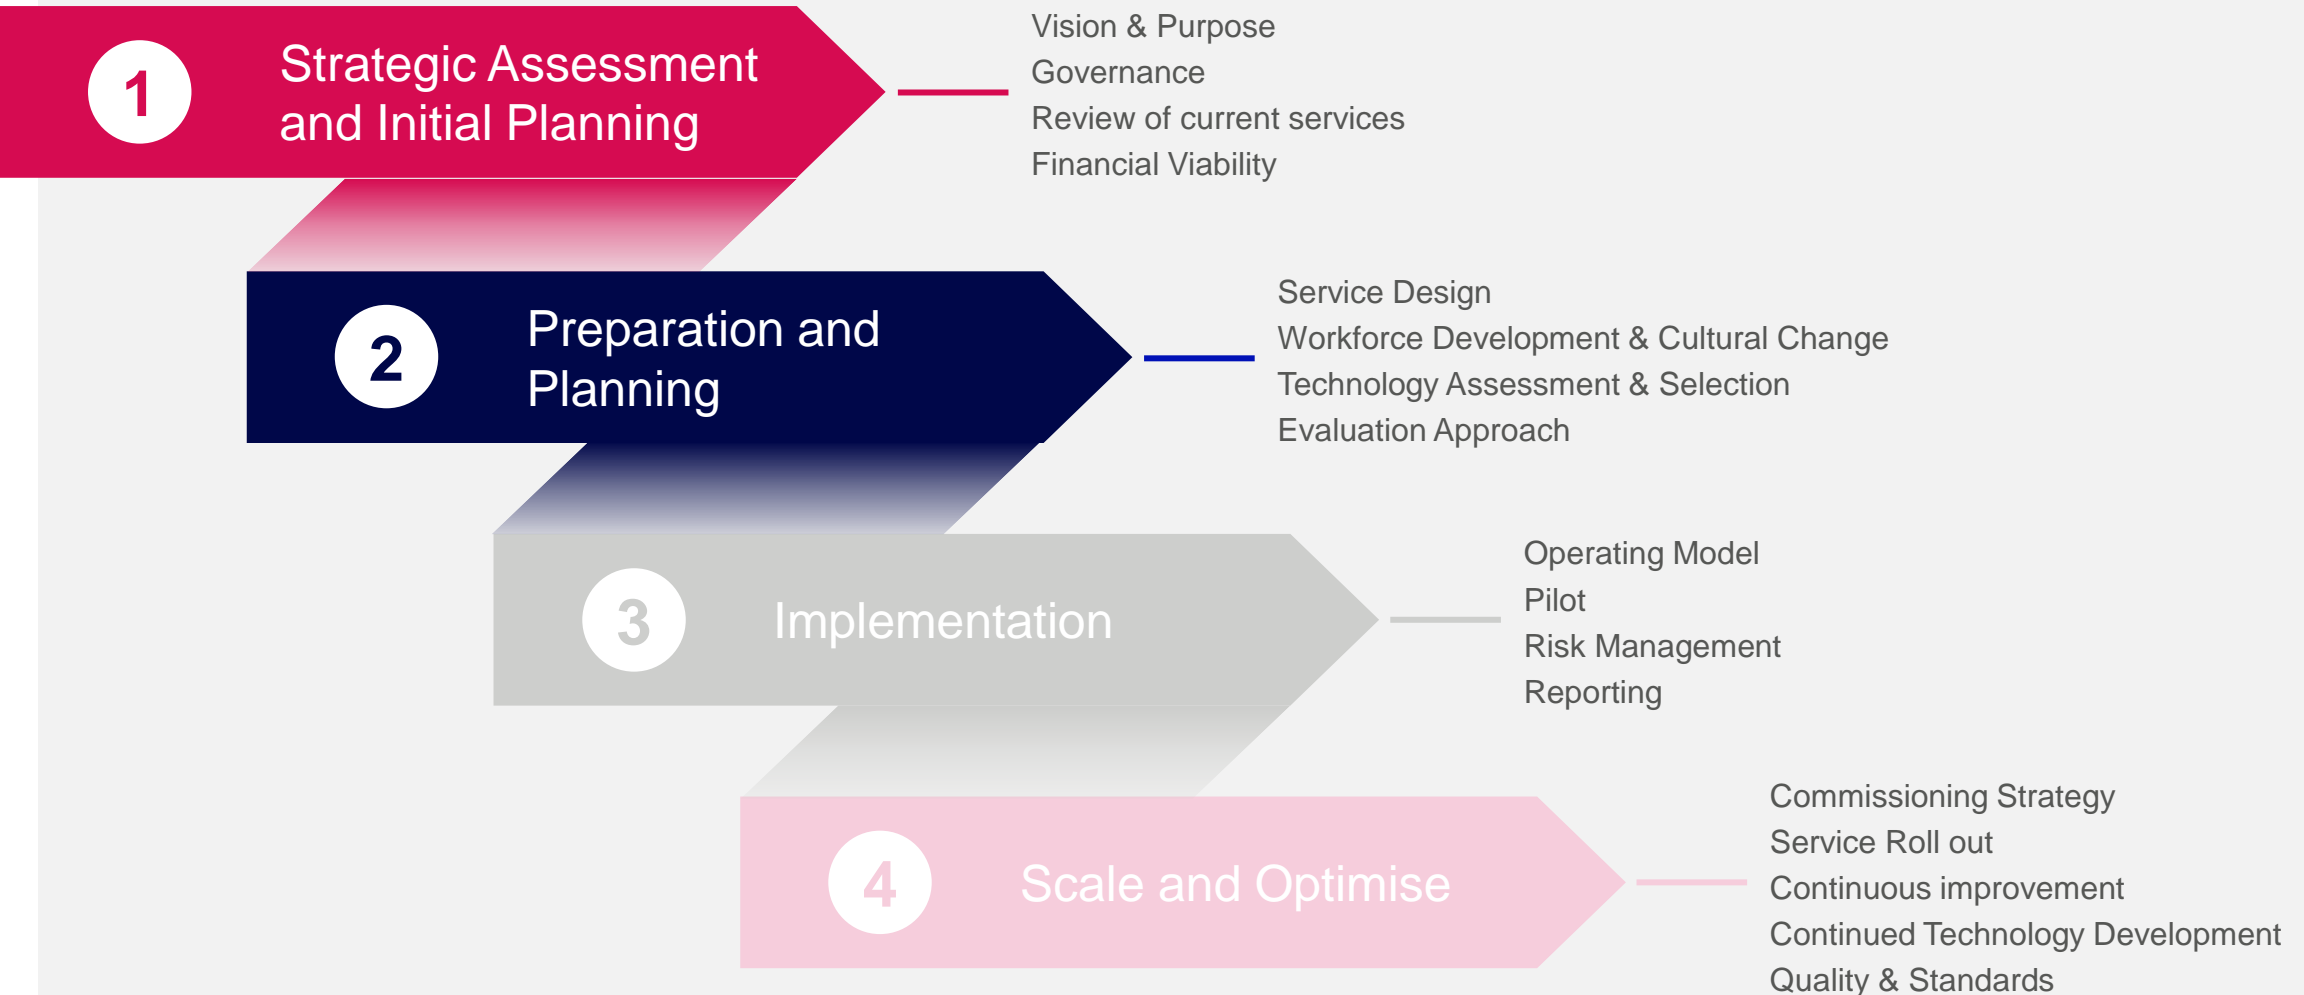 1
Strategic Assessment
and Initial Planning
Vision & Purpose
Governance
Review of current services
Financial Viability
2
Preparation and
Planning
Service Design
Workforce Development & Cultural Change
Technology Assessment & Selection
Evaluation Approach
3
Implementation
Operating Model
Pilot
Risk Management
Reporting
4
Scale and Optimise
Commissioning Strategy
Service Roll out
Continuous improvement
Continued Technology Development
Quality & Standards